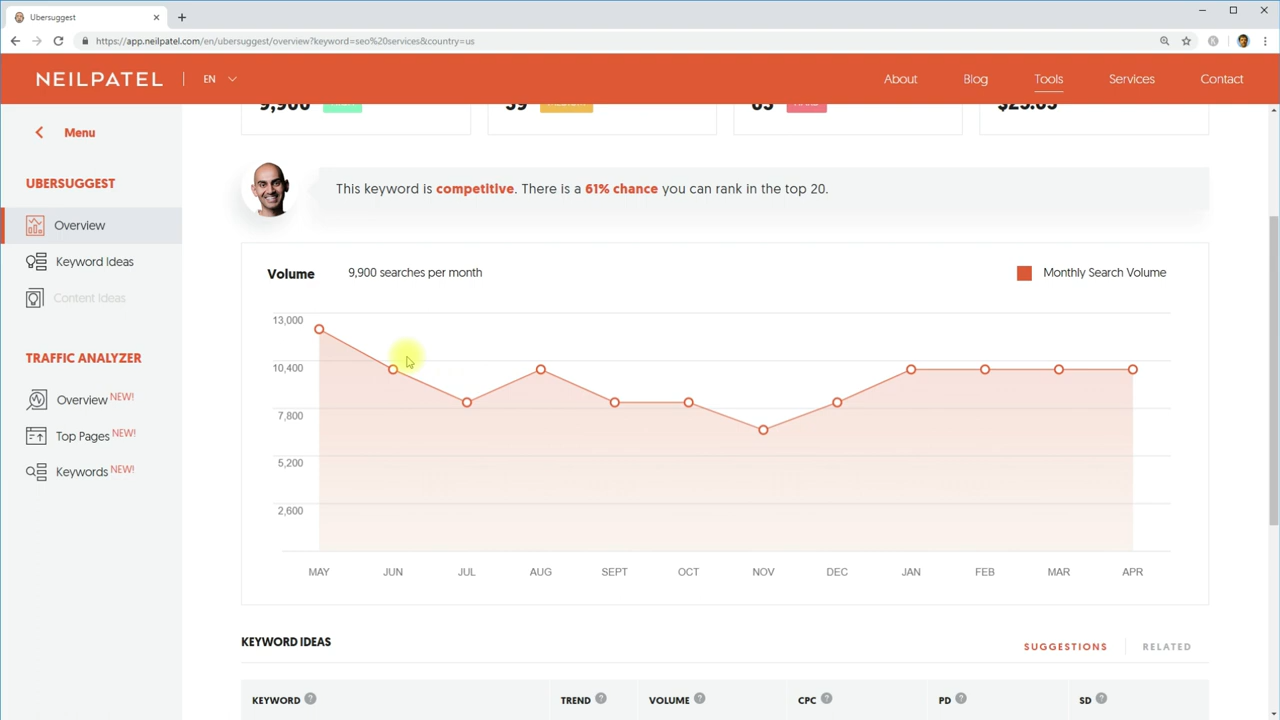 Ubersuggest
https://app.neilpatel.com/en/ubersuggest/overview?keyword=seo%20services&country=us
NEILPATEL EN About Blog Tools Services Contact
Menu
UBERSUGGEST
Overview
Keyword Ideas
Content Ideas
TRAFFIC ANALYZER
Overview NEW!
Top Pages NEW!
Keywords NEW!
This keyword is competitive. There is a 61% chance you can rank in the top 20.
Volume 9,900 searches per month Monthly Search Volume
13,000
10,400
7,800
5,200
2,600
MAY JUN JUL AUG SEPT OCT NOV DEC JAN FEB MAR APR
KEYWORD IDEAS
SUGGESTIONS RELATED
KEYWORD ? TREND ? VOLUME ? CPC ? PD ? SD ?